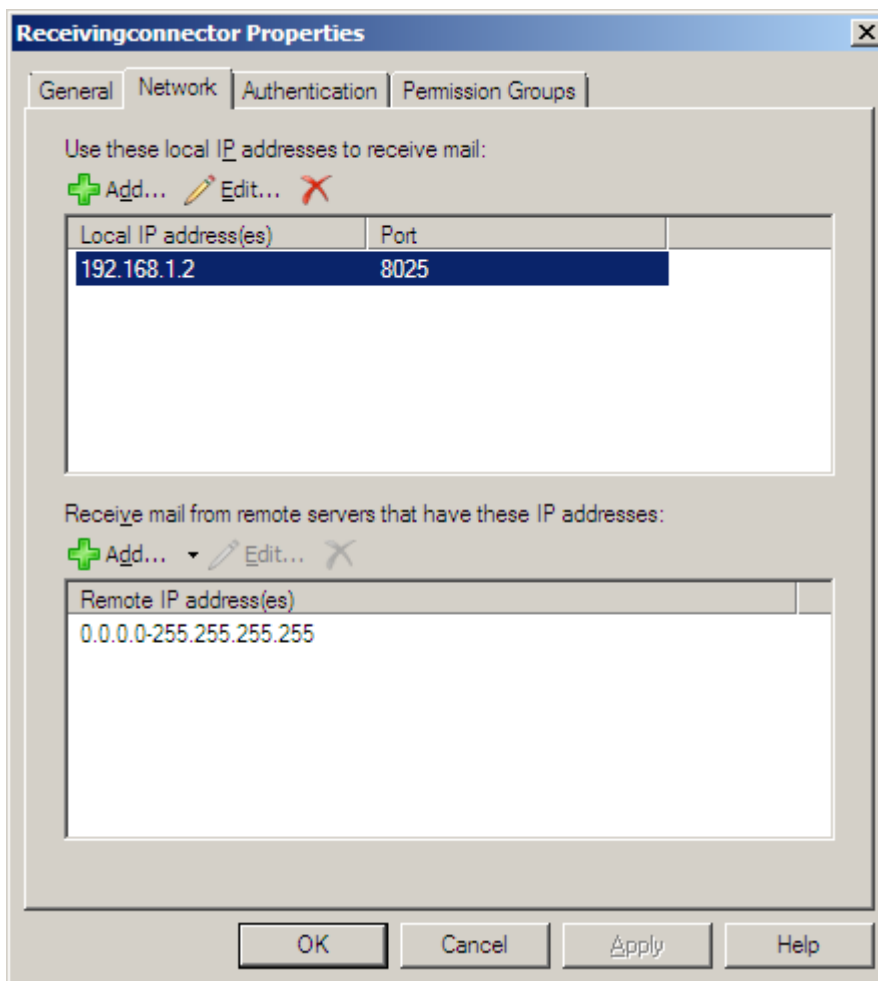 Receivingconnector Properties
General Network Authentication Permission Groups
Use these local IP addresses to receive mail:
Add... Edit...
Local IP address(es) Port
192.168.1.2 8025
Receive mail from remote servers that have these IP addresses:
Add... Edit...
Remote IP address(es)
0.0.0.0-255.255.255.255
OK Cancel Apply Help